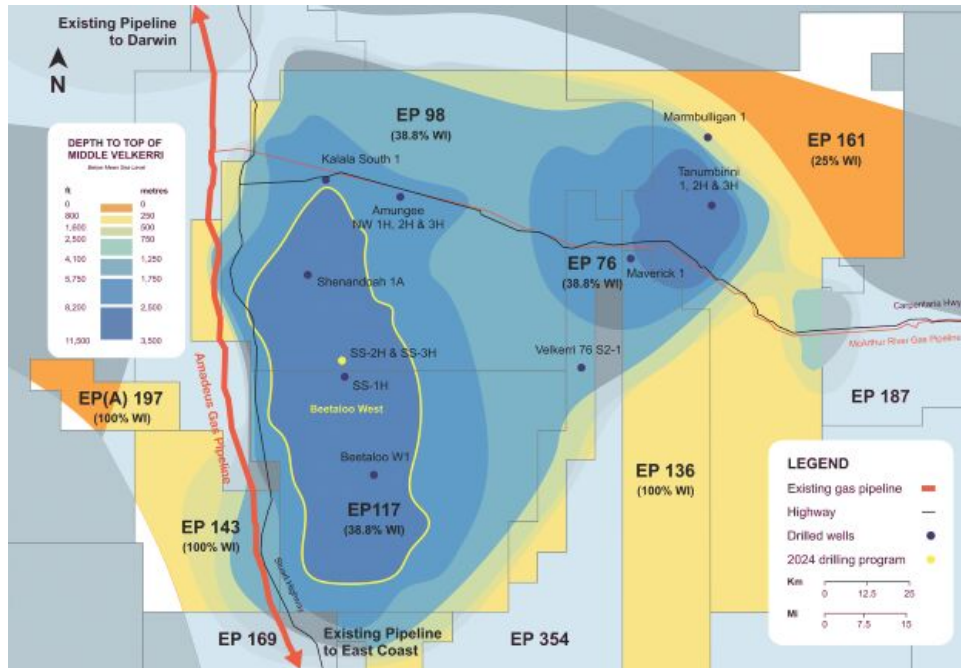 Existing Pipeline
to Darwin
N
DEPTH TO TOP OF
MIDDLE VELKERRI
Below Mean Sea Level
ft
metres
0
0
800
250
1,600
500
2,500
750
4,100
1,250
5,750
1,750
8,200
2,500
11,500
3,500
EP 98
(38.8% WI)
Kalala South 1
Amungee
NW 1H, 2H & 3H
Marmbulligan 1
Tanumbirini
1, 2H & 3H
EP 161
(25% WI)
EP 76
(38.8% WI)
Maverick 1
Shenandoah 1A
Carpentaria Hwy
McArthur River Gas Pipeline
SS-2H & SS-3H
SS-1H
Velkerri 76 S2-1
Beetaloo West
EP 187
EP(A) 197
(100% WI)
Amadeus Gas Pipeline
Beetaloo W1
EP117
(38.8% WI)
EP 136
(100% WI)
EP 143
(100% WI)
Stuart Highway
LEGEND
Existing gas pipeline
Highway
Drilled wells
2024 drilling program
Km
0 12.5 25
Mi
0 7.5 15
EP 169
Existing Pipeline
to East Coast
EP 354